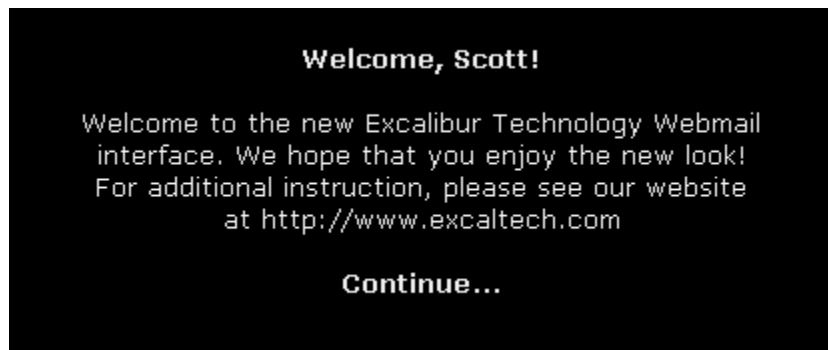 Welcome, Scott!
Welcome to the new Excalibur Technology Webmail
interface. We hope that you enjoy the new look!
For additional instruction, please see our website
at http://www.excaltech.com
Continue...